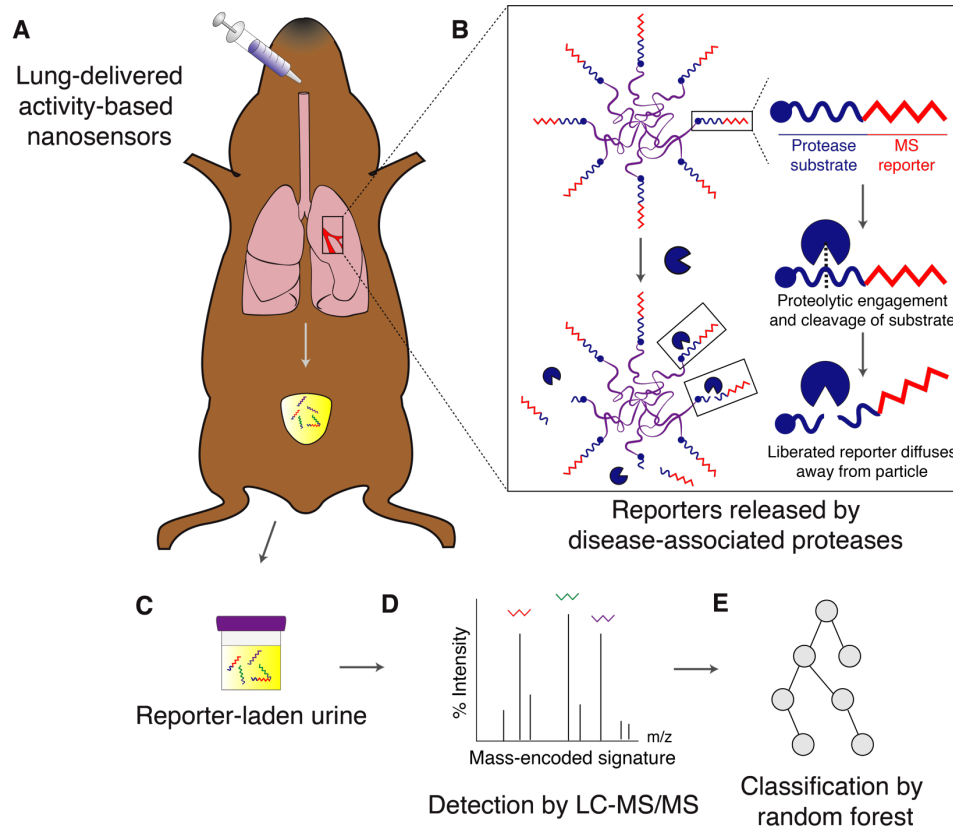 A
Lung-delivered
activity-based
nanosensors
B
Protease
substrate
MS
reporter
Proteolytic engagement
and cleavage of substrate
Liberated reporter diffuses
away from particle
Reporters released by
disease-associated proteases
C
Reporter-laden urine
D
% Intensity
m/z
Mass-encoded signature
Detection by LC-MS/MS
E
Classification by
random forest